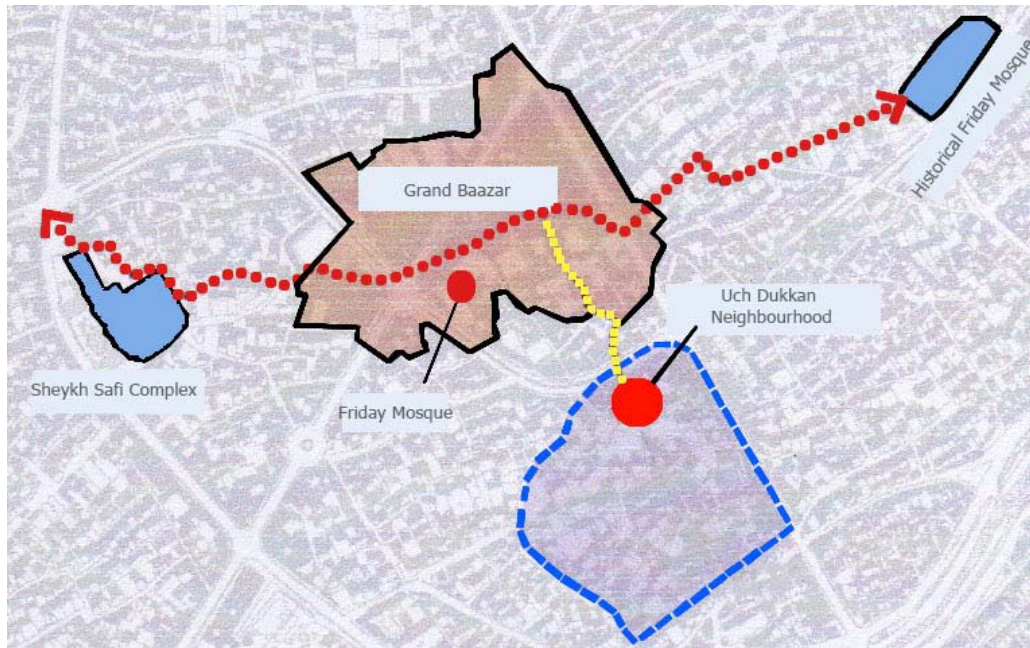 Historical Friday Mosque
Grand Baazar
Uch Dukkan
Neighbourhood
Sheykh Safi Complex
Friday Mosque